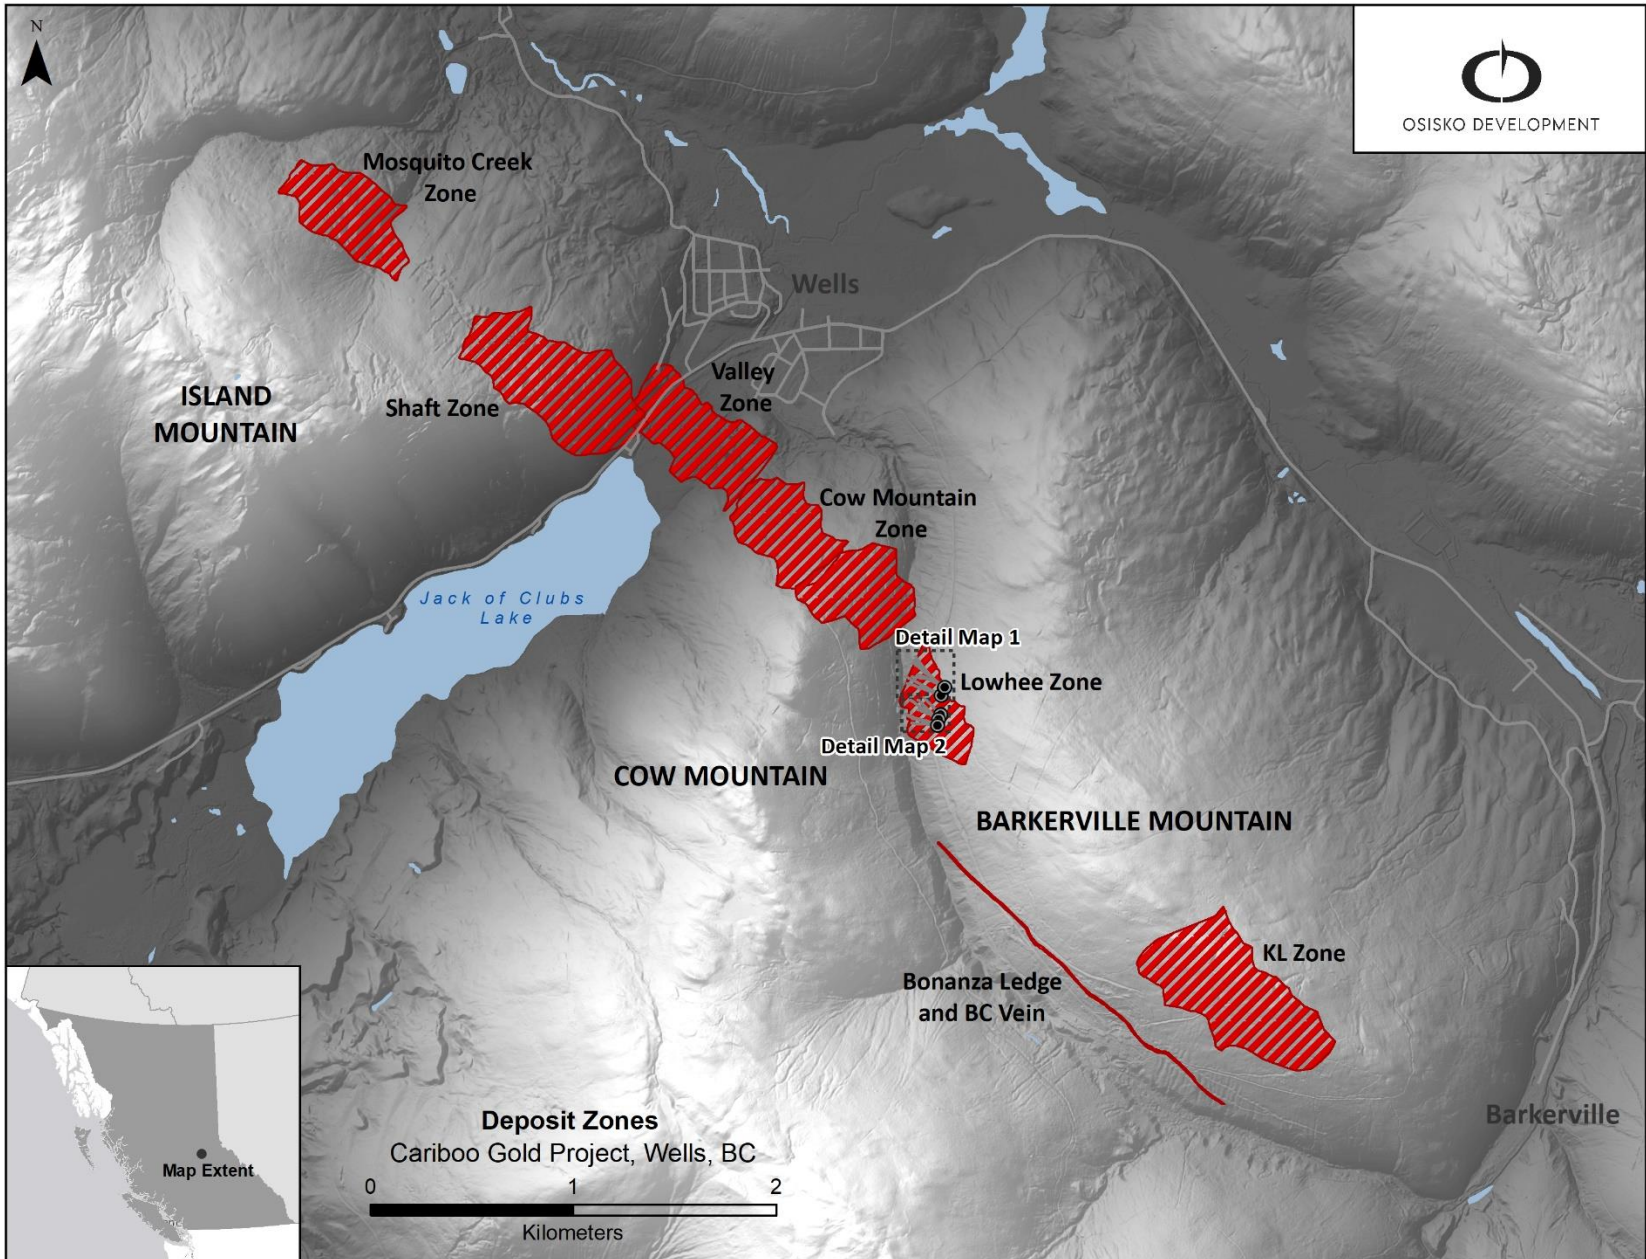 N
OSISKO DEVELOPMENT
Mosquito Creek
Zone
Wells
Valley
Zone
ISLAND
MOUNTAIN
Shaft Zone
Cow Mountain
Zone
Jack of Clubs
Lake
Detail Map 1
Lowhee Zone
Detail Map 2
COW MOUNTAIN
BARKERVILLE MOUNTAIN
KL Zone
Bonanza Ledge
and BC Vein
Barkerville
Map Extent
Deposit Zones
Cariboo Gold Project, Wells, BC
0 1 2
Kilometers